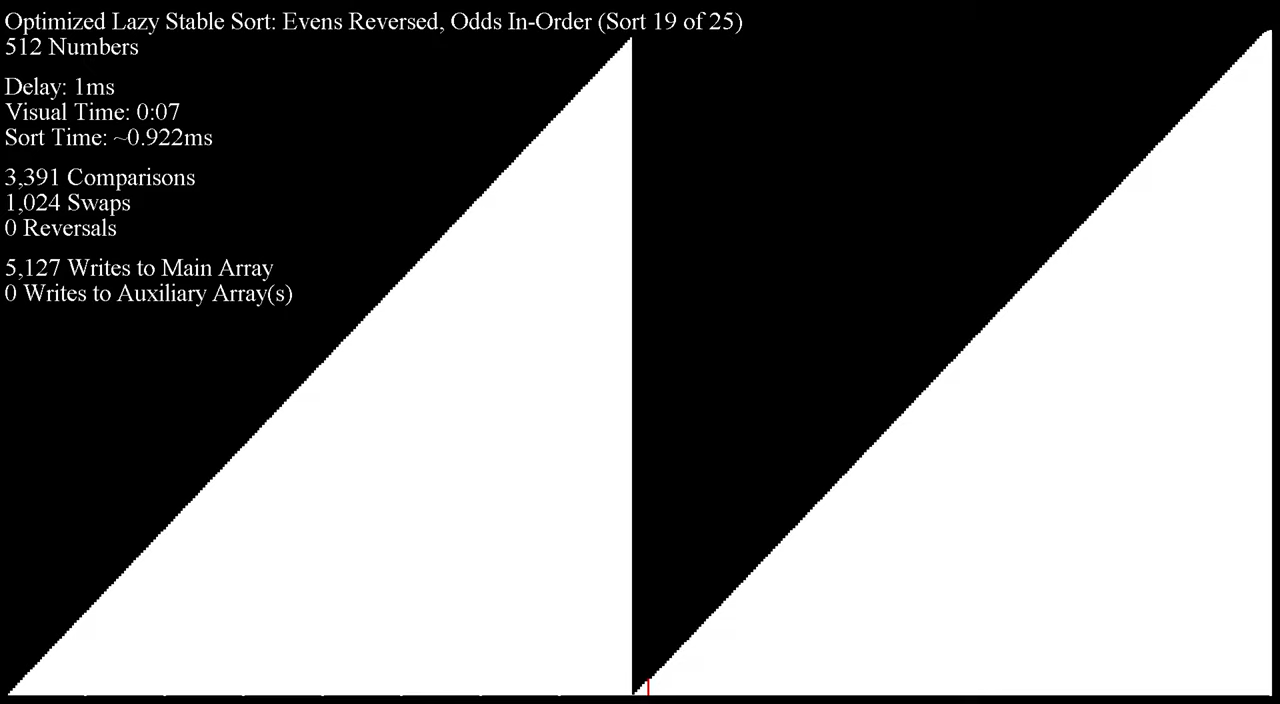 Optimized Lazy Stable Sort: Evens Reversed, Odds In-Order (Sort 19 of 25)
512 Numbers
Delay: 1ms
Visual Time: 0:07
Sort Time: ~0.922ms
3,391 Comparisons
1,024 Swaps
0 Reversals
5,127 Writes to Main Array
0 Writes to Auxiliary Array(s)